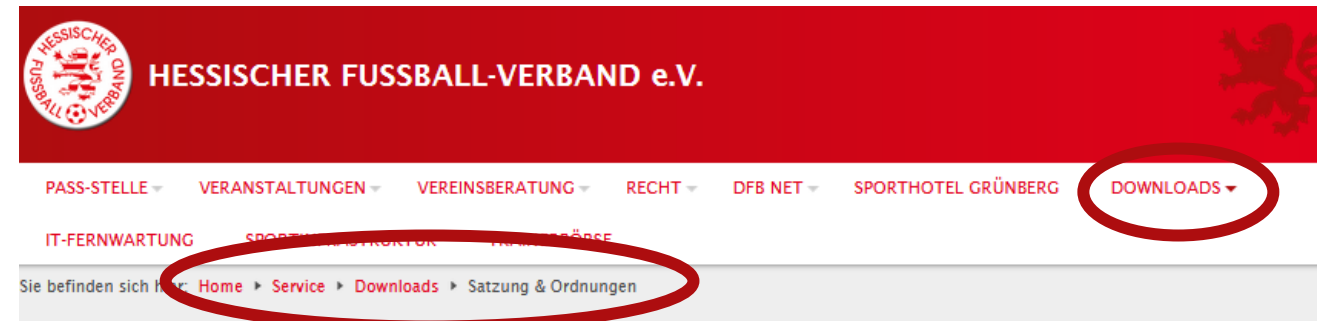 HESSISCHER FUSSBALL VERBAND
HESSISCHER FUSSBALL-VERBAND e.V.
PASS-STELLE VERANSTALTUNGEN VEREINSBERATUNG RECHT DFB NET SPORTHOTEL GRÜNBERG DOWNLOADS
IT-FERNWARTUNG
Sie befinden sich hier: Home Service Downloads Satzung & Ordnungen